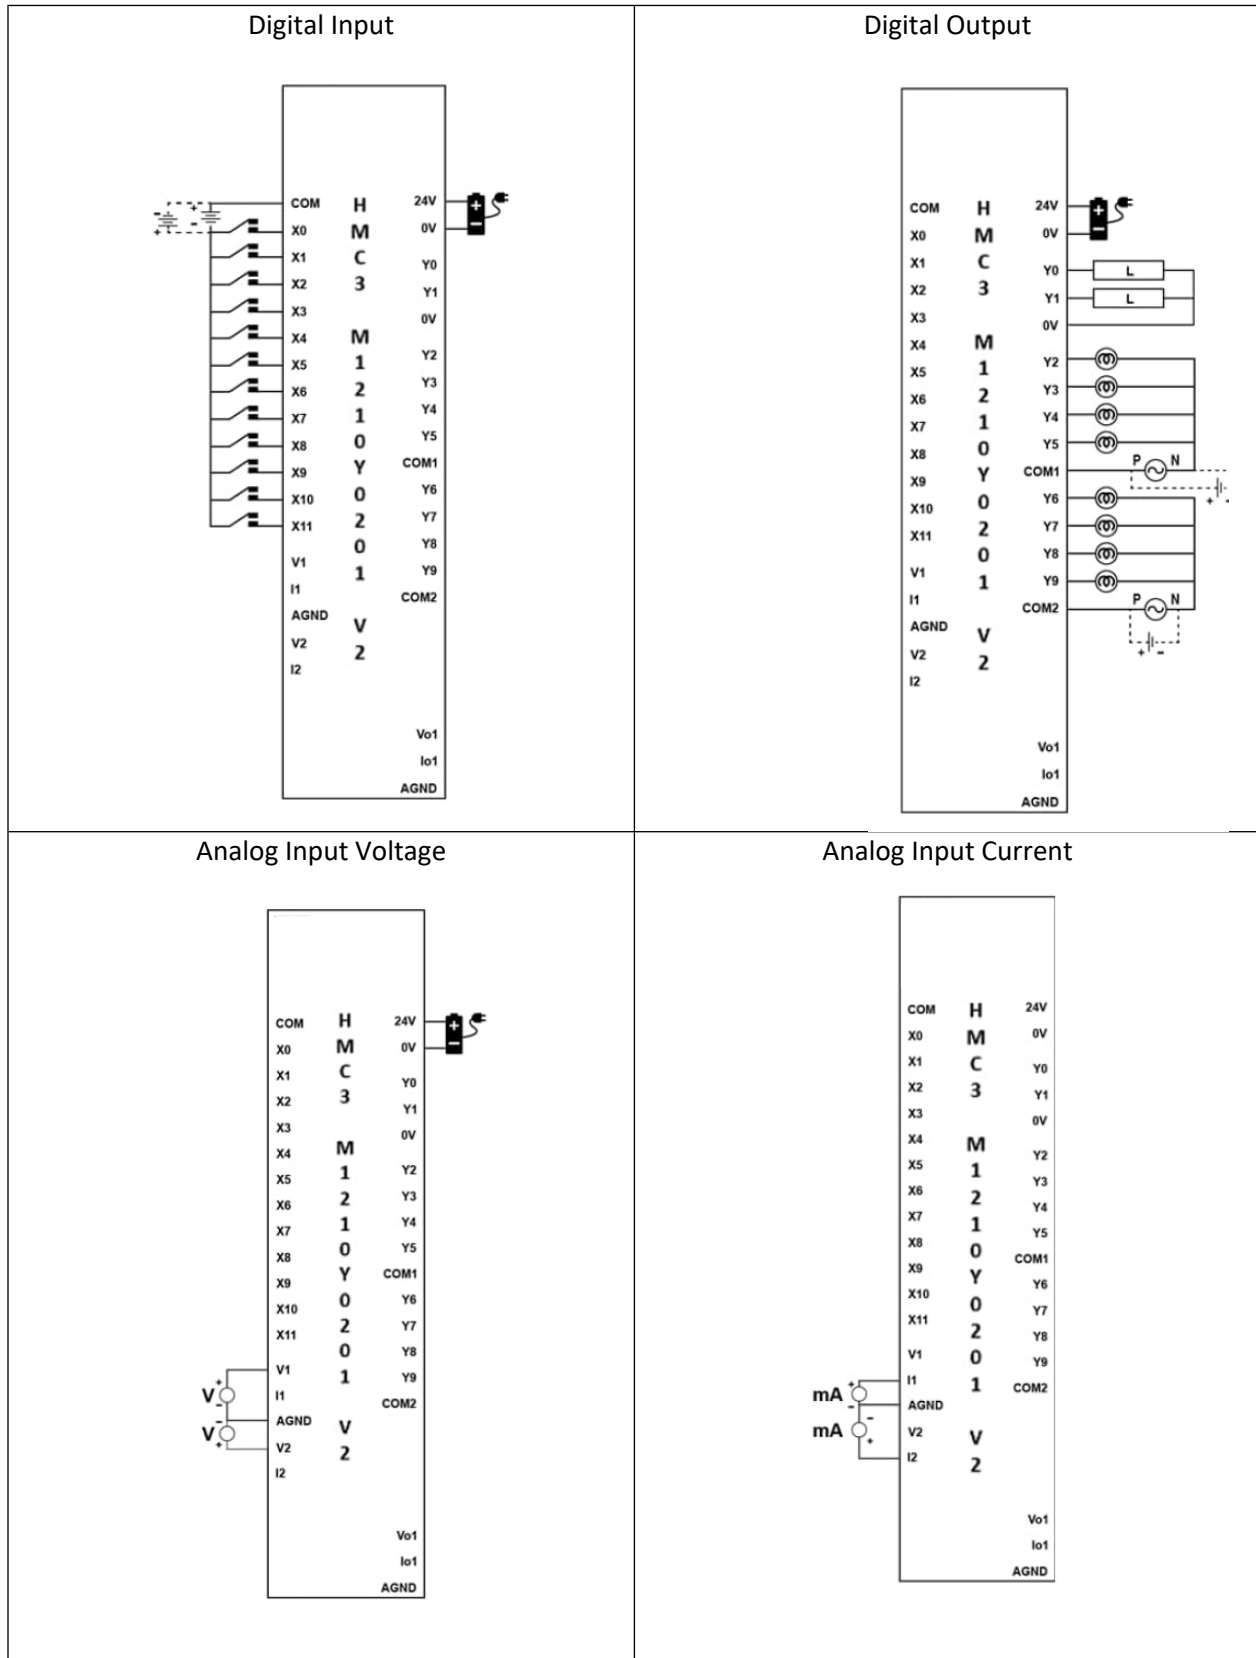 Digital Input
COM
X0
X1
X2
X3
X4
X5
X6
X7
X8
X9
X10
X11
V1
I1
AGND
V2
I2
H
M
C
3
M
1
2
1
0
Y
0
2
0
1
V
2
24V
0V
Y0
Y1
0V
Y2
Y3
Y4
Y5
COM1
Y6
Y7
Y8
Y9
COM2
Vo1
Io1
AGND
- +
+ -
+
-
Digital Output
COM
X0
X1
X2
X3
X4
X5
X6
X7
X8
X9
X10
X11
V1
I1
AGND
V2
I2
H
M
C
3
M
1
2
1
0
Y
0
2
0
1
V
2
24V
0V
Y0
Y1
0V
Y2
Y3
Y4
Y5
COM1
Y6
Y7
Y8
Y9
COM2
Vo1
Io1
AGND
+
-
L
L
P N
+ -
P N
+ -
Analog Input Voltage
COM
X0
X1
X2
X3
X4
X5
X6
X7
X8
X9
X10
X11
V1
I1
AGND
V2
I2
H
M
C
3
M
1
2
1
0
Y
0
2
0
1
V
2
24V
0V
Y0
Y1
0V
Y2
Y3
Y4
Y5
COM1
Y6
Y7
Y8
Y9
COM2
Vo1
Io1
AGND
+
-
+
V
-
-
V
+
Analog Input Current
COM
X0
X1
X2
X3
X4
X5
X6
X7
X8
X9
X10
X11
V1
I1
AGND
V2
I2
H
M
C
3
M
1
2
1
0
Y
0
2
0
1
V
2
24V
0V
Y0
Y1
0V
Y2
Y3
Y4
Y5
COM1
Y6
Y7
Y8
Y9
COM2
Vo1
Io1
AGND
+
mA
-
-
mA
+